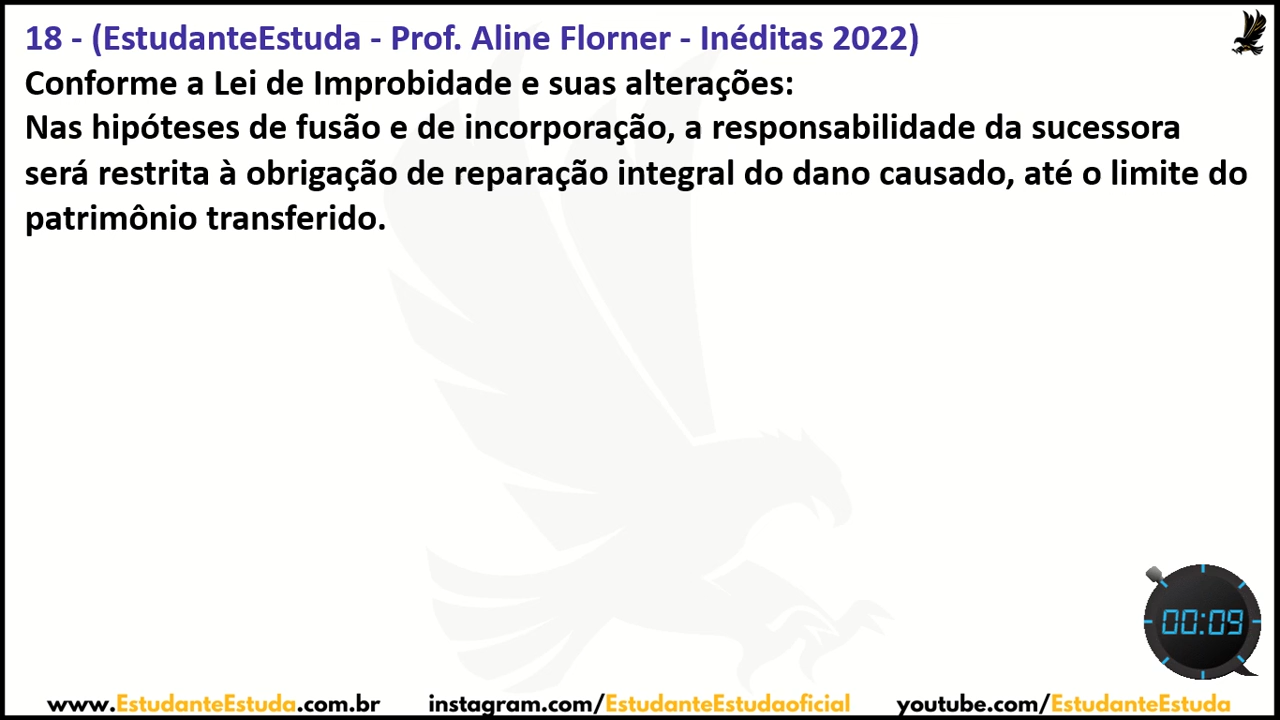 18 - (EstudanteEstuda - Prof. Aline Florner - Inéditas 2022)
Conforme a Lei de Improbidade e suas alterações:
Nas hipóteses de fusão e de incorporação, a responsabilidade da sucessora
será restrita à obrigação de reparação integral do dano causado, até o limite do
patrimônio transferido.
00:09
www.EstudanteEstuda.com.br instagram.com/EstudanteEstudaoficial youtube.com/EstudanteEstuda